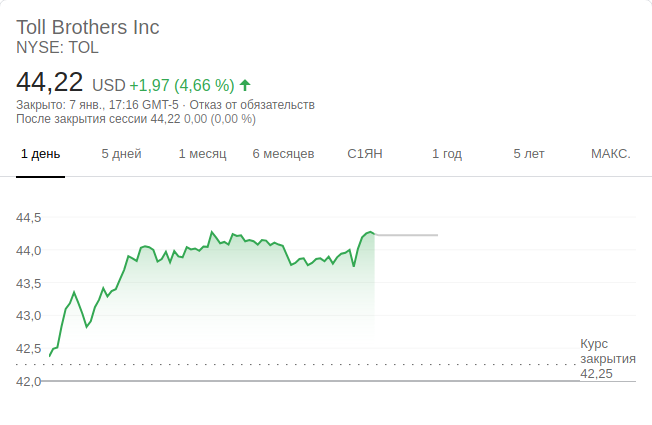 Toll Brothers Inc
NYSE: TOL
44,22 USD +1,97 (4,66 %)
Закрыто: 7 янв., 17:16 GMT-5 · Отказ от обязательств
После закрытия сессии 44,22 0,00 (0,00 %)
1 день 5 дней 1 месяц 6 месяцев С1ЯН 1 год 5 лет МАКС.
44,5
44,0
43,5
43,0
42,5
42,0
Курс
закрытия
42,25